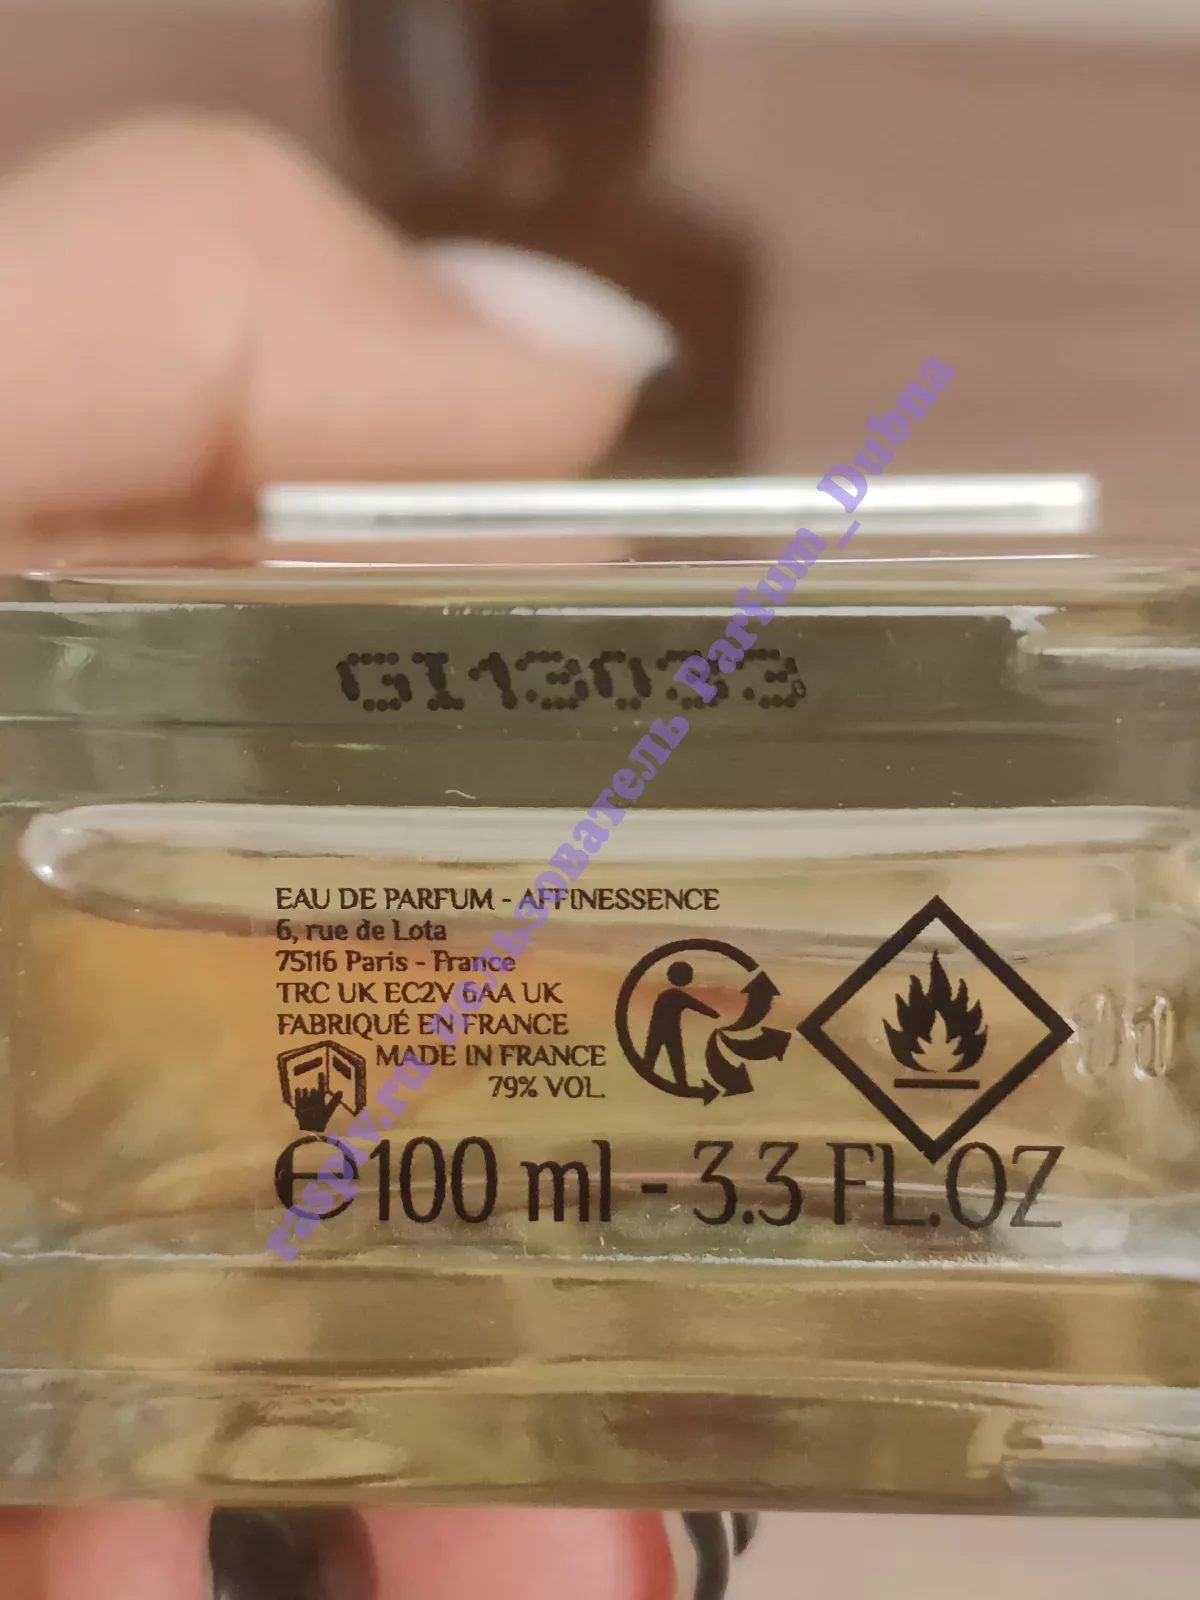 GI13033
EAU DE PARFUM - AFFINESSENCE
6, rue de Lota
75116 Paris - France
TRC UK EC2V 6AA UK
FABRIQUÉ EN FRANCE
MADE IN FRANCE
79% VOL.
100 ml - 3.3 FL.OZ
raspiv.ru пользователь Parfum_Dubna